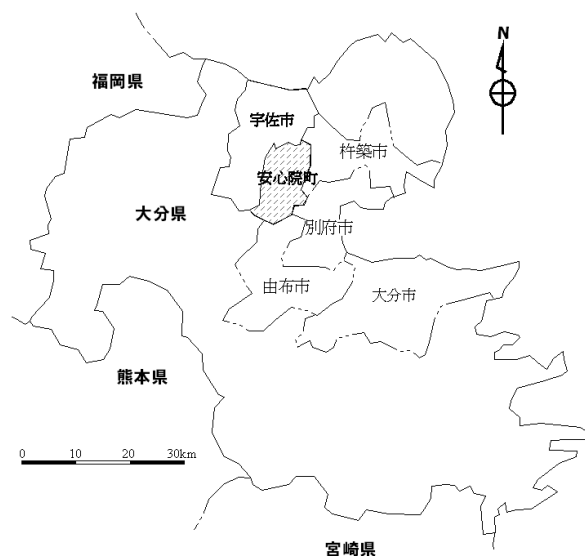 N
福岡県
宇佐市
杵築市
安心院町
大分県
別府市
由布市
大分市
熊本県
0 10 20 30km
宮崎県